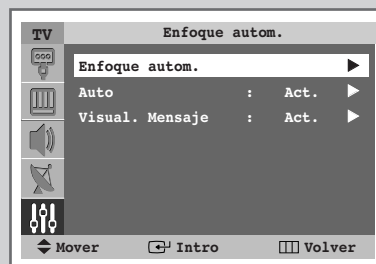 TV Enfoque autom.
Enfoque autom.
Auto : Act.
Visual. Mensaje : Act.
Mover Intro Volver